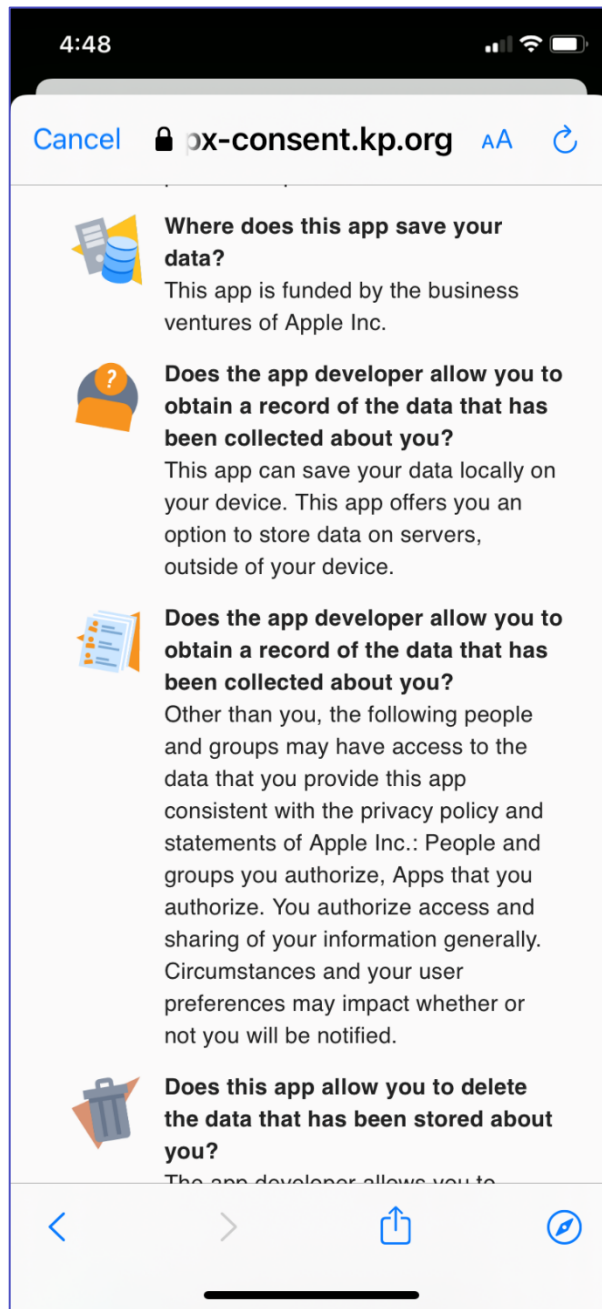 4:48
Cancel px-consent.kp.org AA
Where does this app save your
data?
This app is funded by the business
ventures of Apple Inc.
?
Does the app developer allow you to
obtain a record of the data that has
been collected about you?
This app can save your data locally on
your device. This app offers you an
option to store data on servers,
outside of your device.
Does the app developer allow you to
obtain a record of the data that has
been collected about you?
Other than you, the following people
and groups may have access to the
data that you provide this app
consistent with the privacy policy and
statements of Apple Inc.: People and
groups you authorize, Apps that you
authorize. You authorize access and
sharing of your information generally.
Circumstances and your user
preferences may impact whether or
not you will be notified.
Does this app allow you to delete
the data that has been stored about
you?
The app developer allows you to